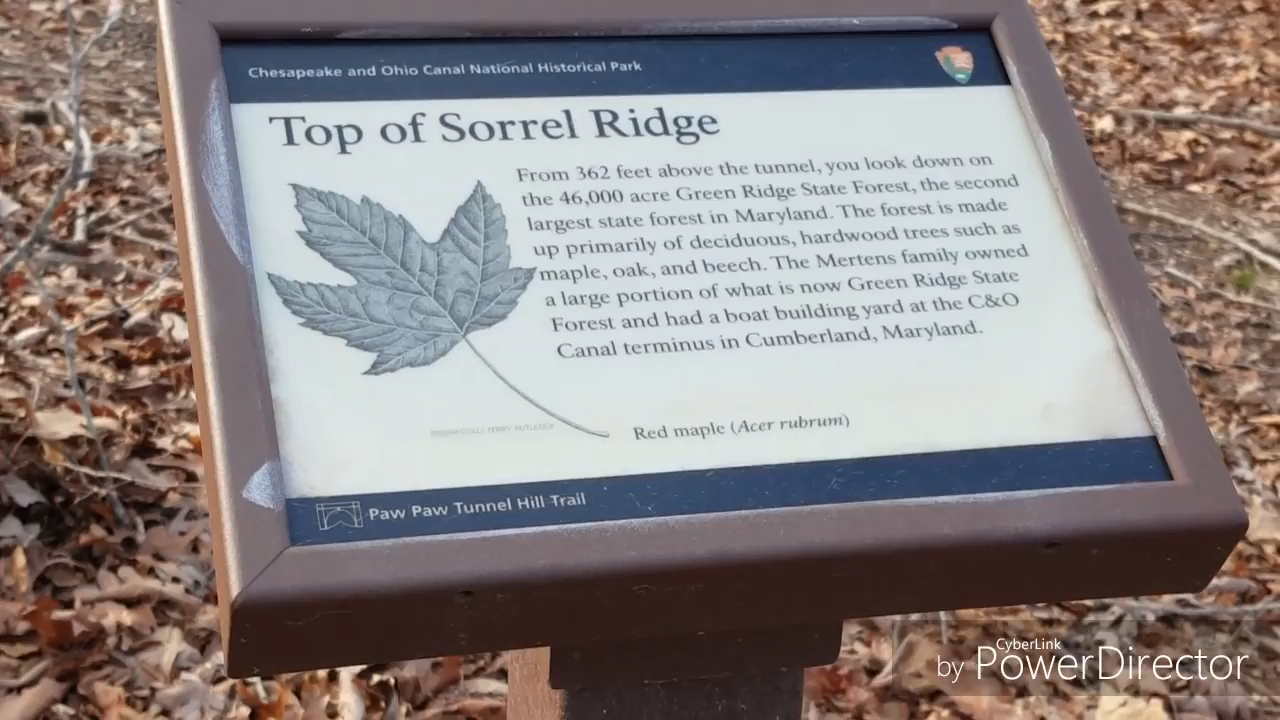 Chesapeake and Ohio Canal National Historical Park
Top of Sorrel Ridge
From 362 feet above the tunnel, you look down on
the 46,000 acre Green Ridge State Forest, the second
largest state forest in Maryland. The forest is made
up primarily of deciduous, hardwood trees such as
maple, oak, and beech. The Mertens family owned
a large portion of what is now Green Ridge State
Forest and had a boat building yard at the C&O
Canal terminus in Cumberland, Maryland.
Red maple (Acer rubrum)
Paw Paw Tunnel Hill Trail
CyberLink
by PowerDirector